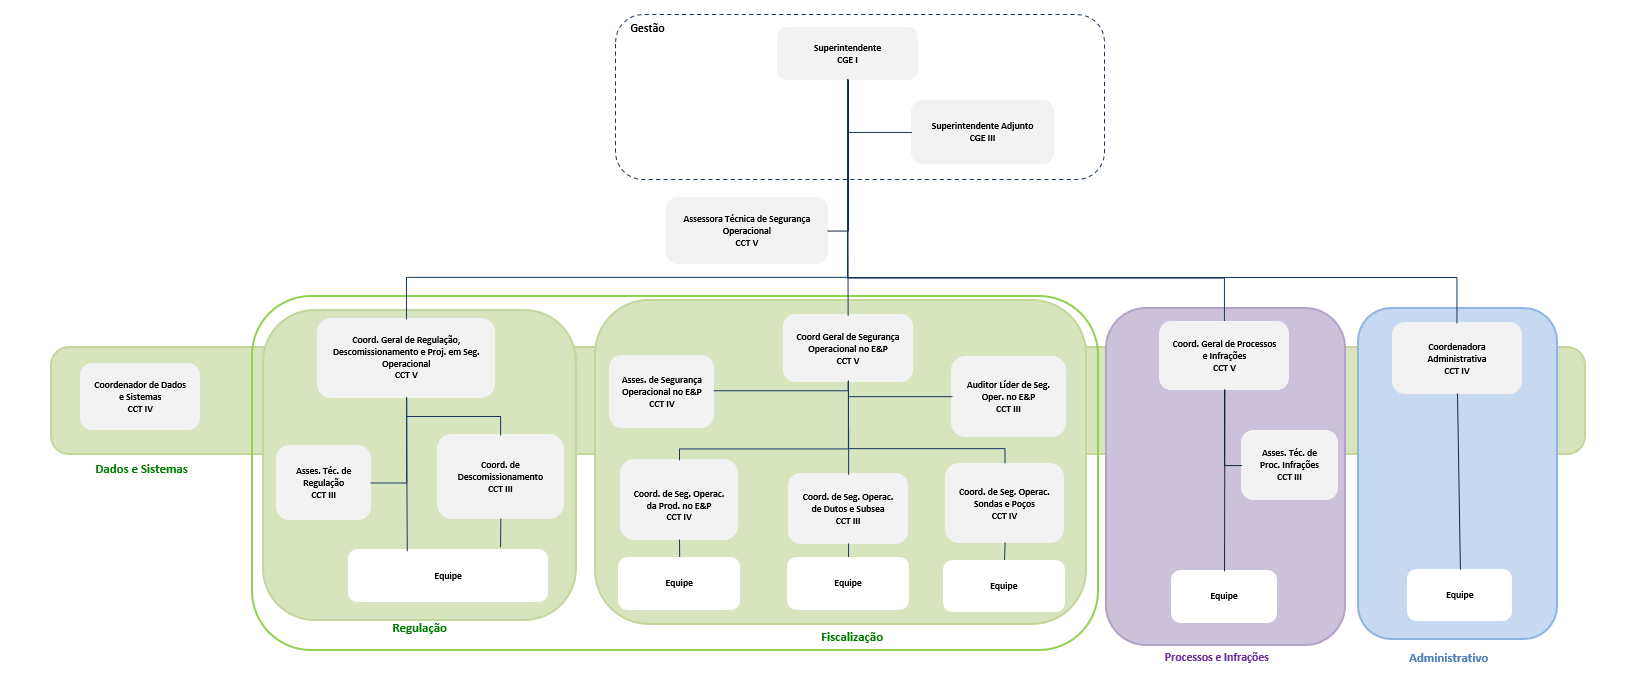 Gestão
Superintendente
CGE I
Superintendente Adjunto
CGE III
Assessora Técnica de Segurança
Operacional
CCT V
Coordenador de Dados
e Sistemas
CCT IV
Dados e Sistemas
Coord. Geral de Regulação,
Descomissionamento e Proj. em Seg.
Operacional
CCT V
Asses. Téc. de
Regulação
CCT III
Coord. de
Descomissionamento
CCT III
Equipe
Regulação
Coord Geral de Segurança
Operacional no E&P
CCT V
Asses. de Segurança
Operacional no E&P
CCT IV
Auditor Líder de Seg.
Oper. no E&P
CCT III
Coord. de Seg. Operac.
da Prod. no E&P
CCT IV
Coord. de Seg. Operac.
de Dutos e Subsea
CCT III
Coord. de Seg. Operac.
Sondas e Poços
CCT IV
Equipe
Equipe
Equipe
Fiscalização
Coord. Geral de Processos
e Infrações
CCT V
Asses. Téc. de
Proc. Infrações
CCT III
Equipe
Processos e Infrações
Coordenadora
Administrativa
CCT IV
Equipe
Administrativo